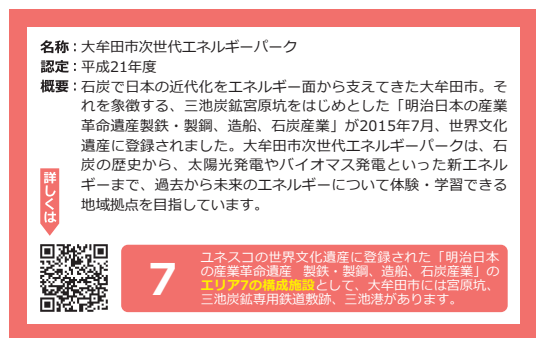 名称：大牟田市次世代エネルギーパーク
認定：平成21年度
概要：石炭で日本の近代化をエネルギー面から支えてきた大牟田市。そ
れを象徴する、三池炭鉱宮原坑をはじめとした「明治日本の産業
革命遺産製鉄・製鋼、造船、石炭産業」が2015年7月、世界文化
遺産に登録されました。大牟田市次世代エネルギーパークは、石
炭の歴史から、太陽光発電やバイオマス発電といった新エネル
ギーまで、過去から未来のエネルギーについて体験・学習できる
地域拠点を目指しています。
詳しくは
7
ユネスコの世界文化遺産に登録された「明治日本
の産業革命遺産　製鉄・製鋼、造船、石炭産業」の
エリア7の構成施設として、大牟田市には宮原坑、
三池炭鉱専用鉄道敷跡、三池港があります。